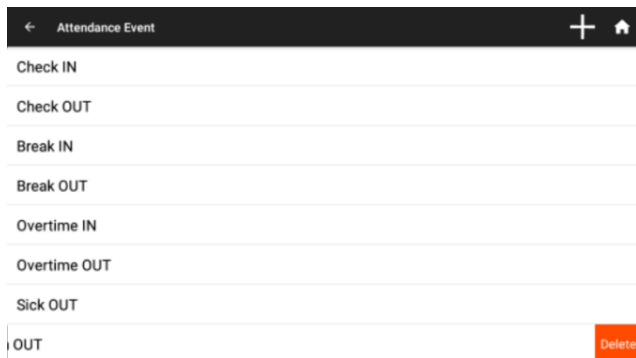 Attendance Event
Check IN
Check OUT
Break IN
Break OUT
Overtime IN
Overtime OUT
Sick OUT
OUT
Delete